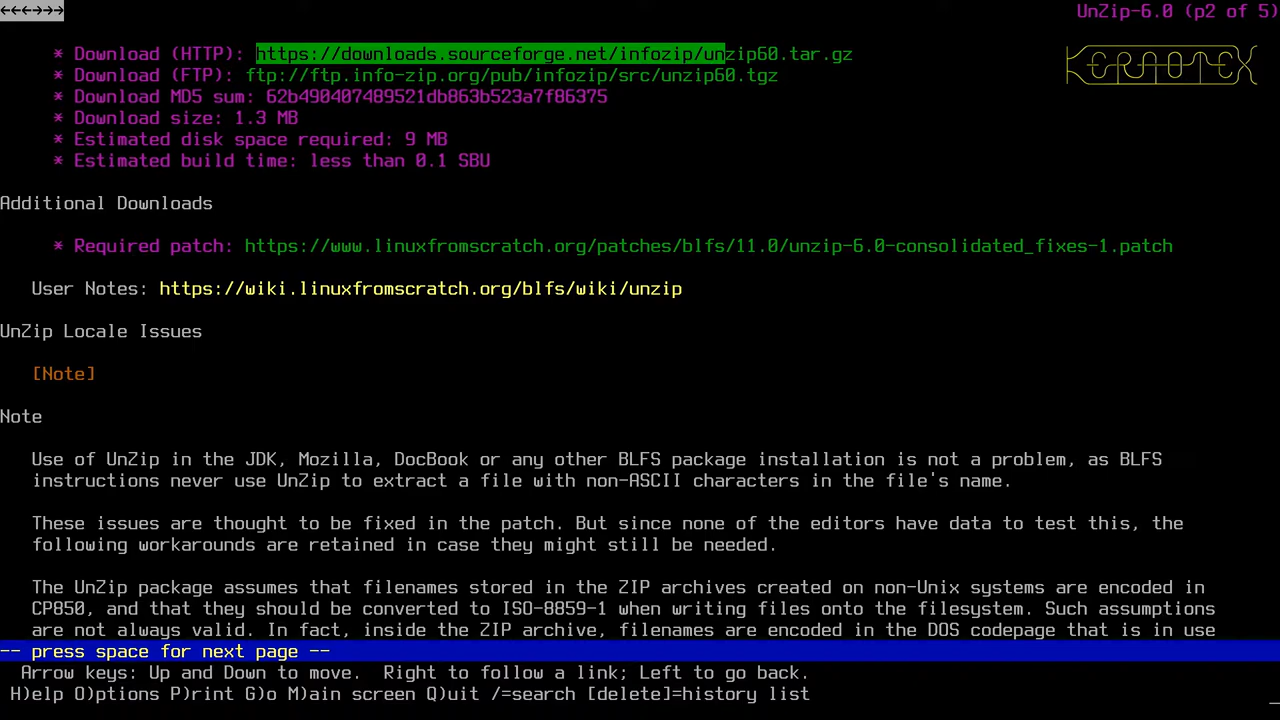 ←←←→→→ UnZip-6.0 (p2 of 5)
* Download (HTTP): https://downloads.sourceforge.net/infozip/unzip60.tar.gz
KERAOTEX
* Download (FTP): ftp://ftp.info-zip.org/pub/infozip/src/unzip60.tgz
* Download MD5 sum: 62b490407489521db863b523a7f86375
* Download size: 1.3 MB
* Estimated disk space required: 9 MB
* Estimated build time: less than 0.1 SBU
Additional Downloads
* Required patch: https://www.linuxfromscratch.org/patches/blfs/11.0/unzip-6.0-consolidated_fixes-1.patch
User Notes: https://wiki.linuxfromscratch.org/blfs/wiki/unzip
UnZip Locale Issues
[Note]
Note
Use of UnZip in the JDK, Mozilla, DocBook or any other BLFS package installation is not a problem, as BLFS
instructions never use UnZip to extract a file with non-ASCII characters in the file's name.
These issues are thought to be fixed in the patch. But since none of the editors have data to test this, the
following workarounds are retained in case they might still be needed.
The UnZip package assumes that filenames stored in the ZIP archives created on non-Unix systems are encoded in
CP850, and that they should be converted to ISO-8859-1 when writing files onto the filesystem. Such assumptions
are not always valid. In fact, inside the ZIP archive, filenames are encoded in the DOS codepage that is in use
-- press space for next page --
Arrow keys: Up and Down to move.  Right to follow a link; Left to go back.
H)elp O)ptions P)rint G)o M)ain screen Q)uit /=search [delete]=history list